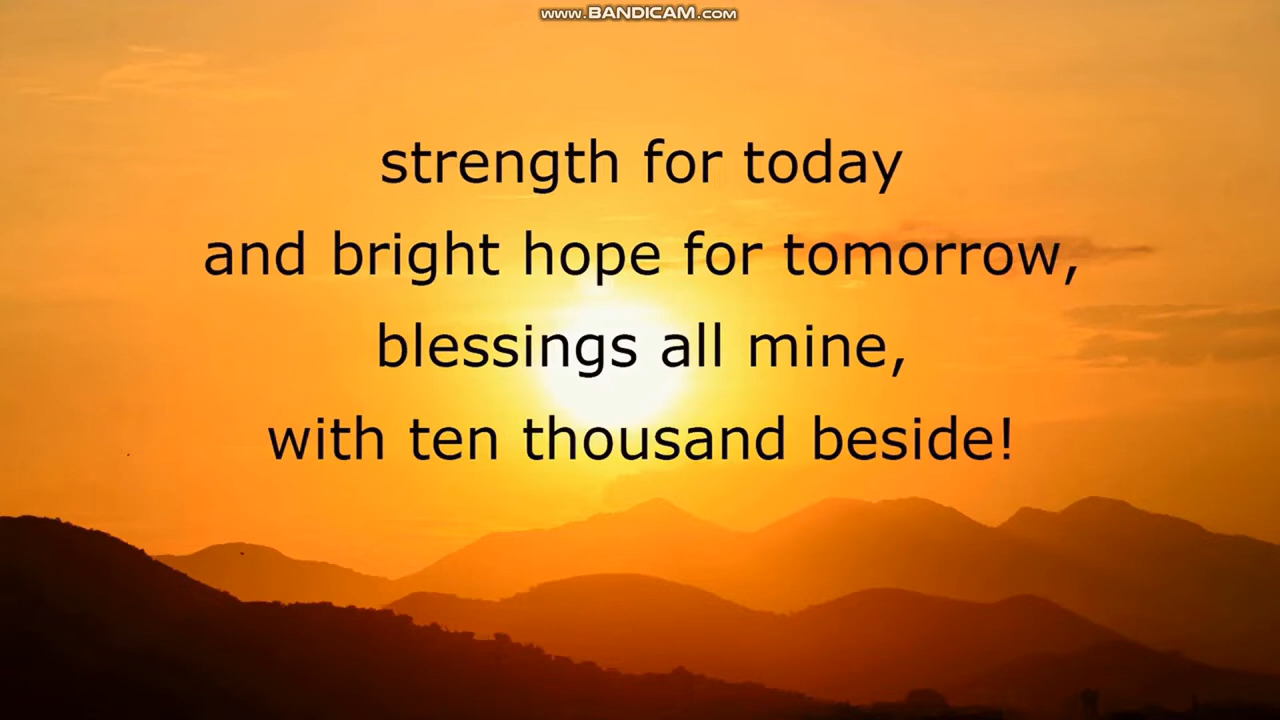 www.BANDICAM.com
strength for today
and bright hope for tomorrow,
blessings all mine,
with ten thousand beside!